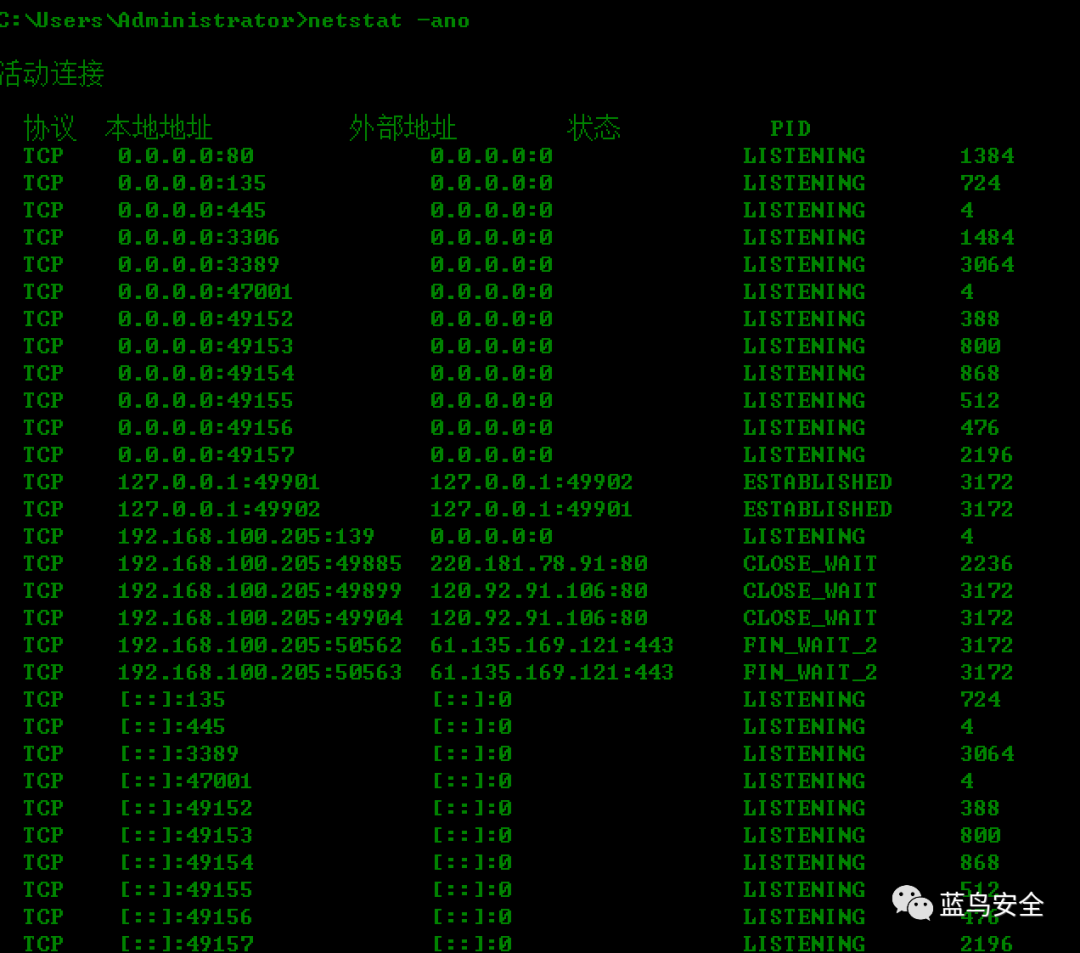 C:\Users\Administrator>netstat -ano
活动连接
协议 本地地址 外部地址 状态 PID
TCP 0.0.0.0:80 0.0.0.0:0 LISTENING 1384
TCP 0.0.0.0:135 0.0.0.0:0 LISTENING 724
TCP 0.0.0.0:445 0.0.0.0:0 LISTENING 4
TCP 0.0.0.0:3306 0.0.0.0:0 LISTENING 1484
TCP 0.0.0.0:3389 0.0.0.0:0 LISTENING 3064
TCP 0.0.0.0:47001 0.0.0.0:0 LISTENING 4
TCP 0.0.0.0:49152 0.0.0.0:0 LISTENING 388
TCP 0.0.0.0:49153 0.0.0.0:0 LISTENING 800
TCP 0.0.0.0:49154 0.0.0.0:0 LISTENING 868
TCP 0.0.0.0:49155 0.0.0.0:0 LISTENING 512
TCP 0.0.0.0:49156 0.0.0.0:0 LISTENING 476
TCP 0.0.0.0:49157 0.0.0.0:0 LISTENING 2196
TCP 127.0.0.1:49901 127.0.0.1:49902 ESTABLISHED 3172
TCP 127.0.0.1:49902 127.0.0.1:49901 ESTABLISHED 3172
TCP 192.168.100.205:139 0.0.0.0:0 LISTENING 4
TCP 192.168.100.205:49885 220.181.78.91:80 CLOSE_WAIT 2236
TCP 192.168.100.205:49899 120.92.91.106:80 CLOSE_WAIT 3172
TCP 192.168.100.205:49904 120.92.91.106:80 CLOSE_WAIT 3172
TCP 192.168.100.205:50562 61.135.169.121:443 FIN_WAIT_2 3172
TCP 192.168.100.205:50563 61.135.169.121:443 FIN_WAIT_2 3172
TCP [::]:135 [::]:0 LISTENING 724
TCP [::]:445 [::]:0 LISTENING 4
TCP [::]:3389 [::]:0 LISTENING 3064
TCP [::]:47001 [::]:0 LISTENING 4
TCP [::]:49152 [::]:0 LISTENING 388
TCP [::]:49153 [::]:0 LISTENING 800
TCP [::]:49154 [::]:0 LISTENING 868
TCP [::]:49155 [::]:0 LISTENING 512
蓝鸟安全
TCP [::]:49156 [::]:0 LISTENING 476
TCP [::]:49157 [::]:0 LISTENING 2196